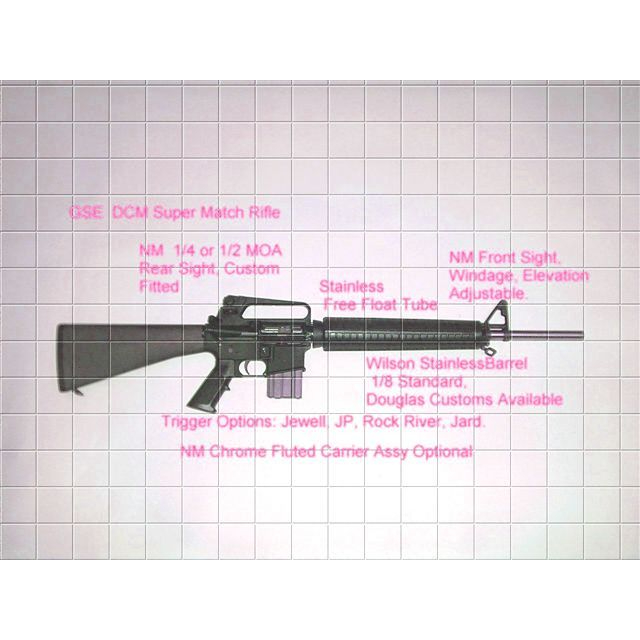 GSE DCM Super Match Rifle
NM 1/4 or 1/2 MOA
Rear Sight, Custom
Fitted
NM Front Sight,
Windage, Elevation
Adjustable.
Stainless
Free Float Tube
Wilson StainlessBarrel
1/8 Standard,
Douglas Customs Available
Trigger Options: Jewell, JP, Rock River, Jard.
NM Chrome Fluted Carrier Assy Optional